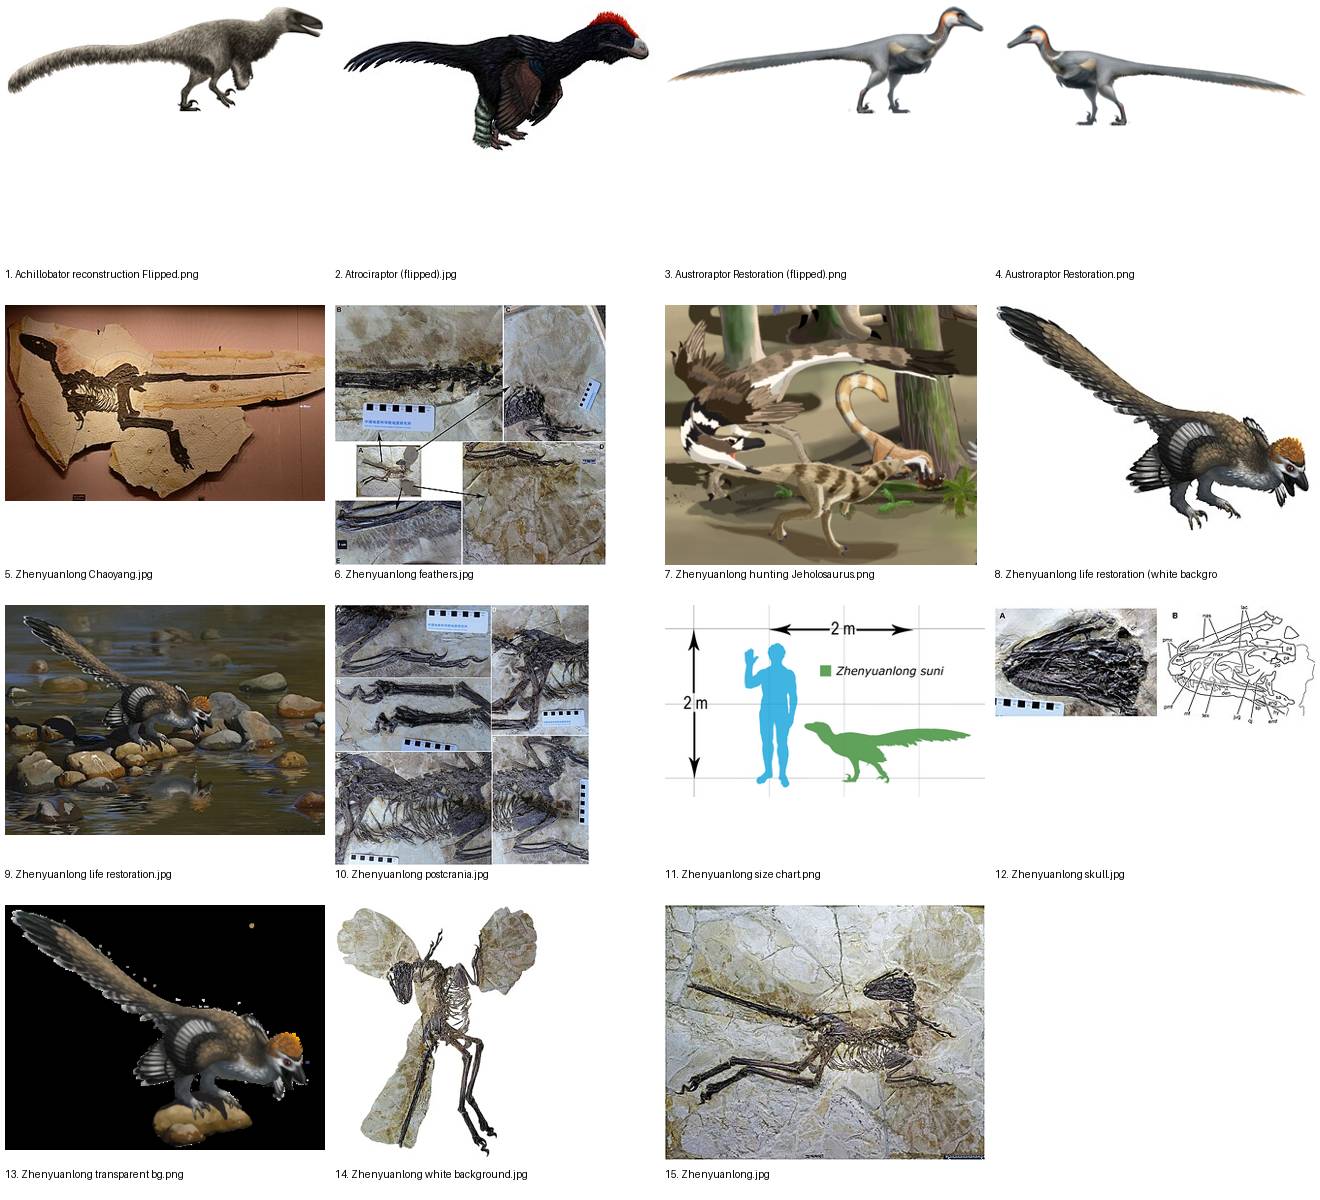 1. Achillobator reconstruction Flipped.png
2. Atrociraptor (flipped).jpg
3. Austroraptor Restoration (flipped).png
4. Austroraptor Restoration.png
B
C
D
A
E
5. Zhenyuanlong Chaoyang.jpg
6. Zhenyuanlong feathers.jpg
7. Zhenyuanlong hunting Jeholosaurus.png
8. Zhenyuanlong life restoration (white backgro
2 m
Zhenyuanlong suni
2 m
A
B
lac
nas
9. Zhenyuanlong life restoration.jpg
10. Zhenyuanlong postcrania.jpg
11. Zhenyuanlong size chart.png
12. Zhenyuanlong skull.jpg
13. Zhenyuanlong transparent bg.png
14. Zhenyuanlong white background.jpg
15. Zhenyuanlong.jpg